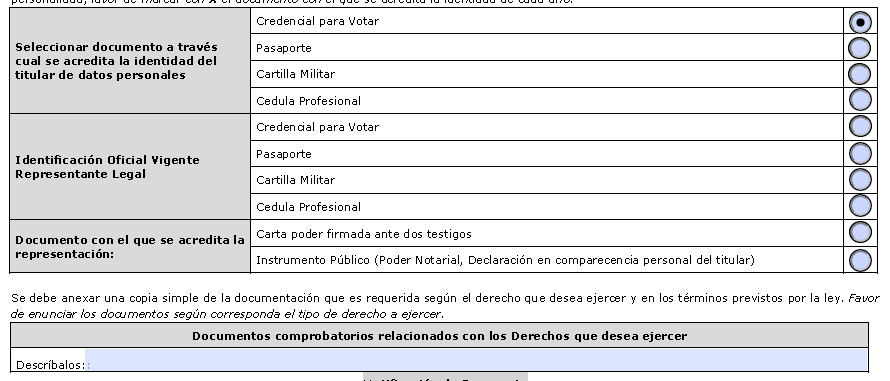 personalidad, favor de marcar con X el documento con el que se acredita la identidad de cada uno.
Seleccionar documento a través
cual se acredita la identidad del
titular de datos personales
Credencial para Votar
Pasaporte
Cartilla Militar
Cedula Profesional
Identificación Oficial Vigente
Representante Legal
Credencial para Votar
Pasaporte
Cartilla Militar
Cedula Profesional
Documento con el que se acredita la
representación:
Carta poder firmada ante dos testigos
Instrumento Público (Poder Notarial, Declaración en comparecencia personal del titular)
Se debe anexar una copia simple de la documentación que es requerida según el derecho que desea ejercer y en los términos previstos por la ley. Favor
de enunciar los documentos según corresponda el tipo de derecho a ejercer.
Documentos comprobatorios relacionados con los Derechos que desea ejercer
Descríbalos: